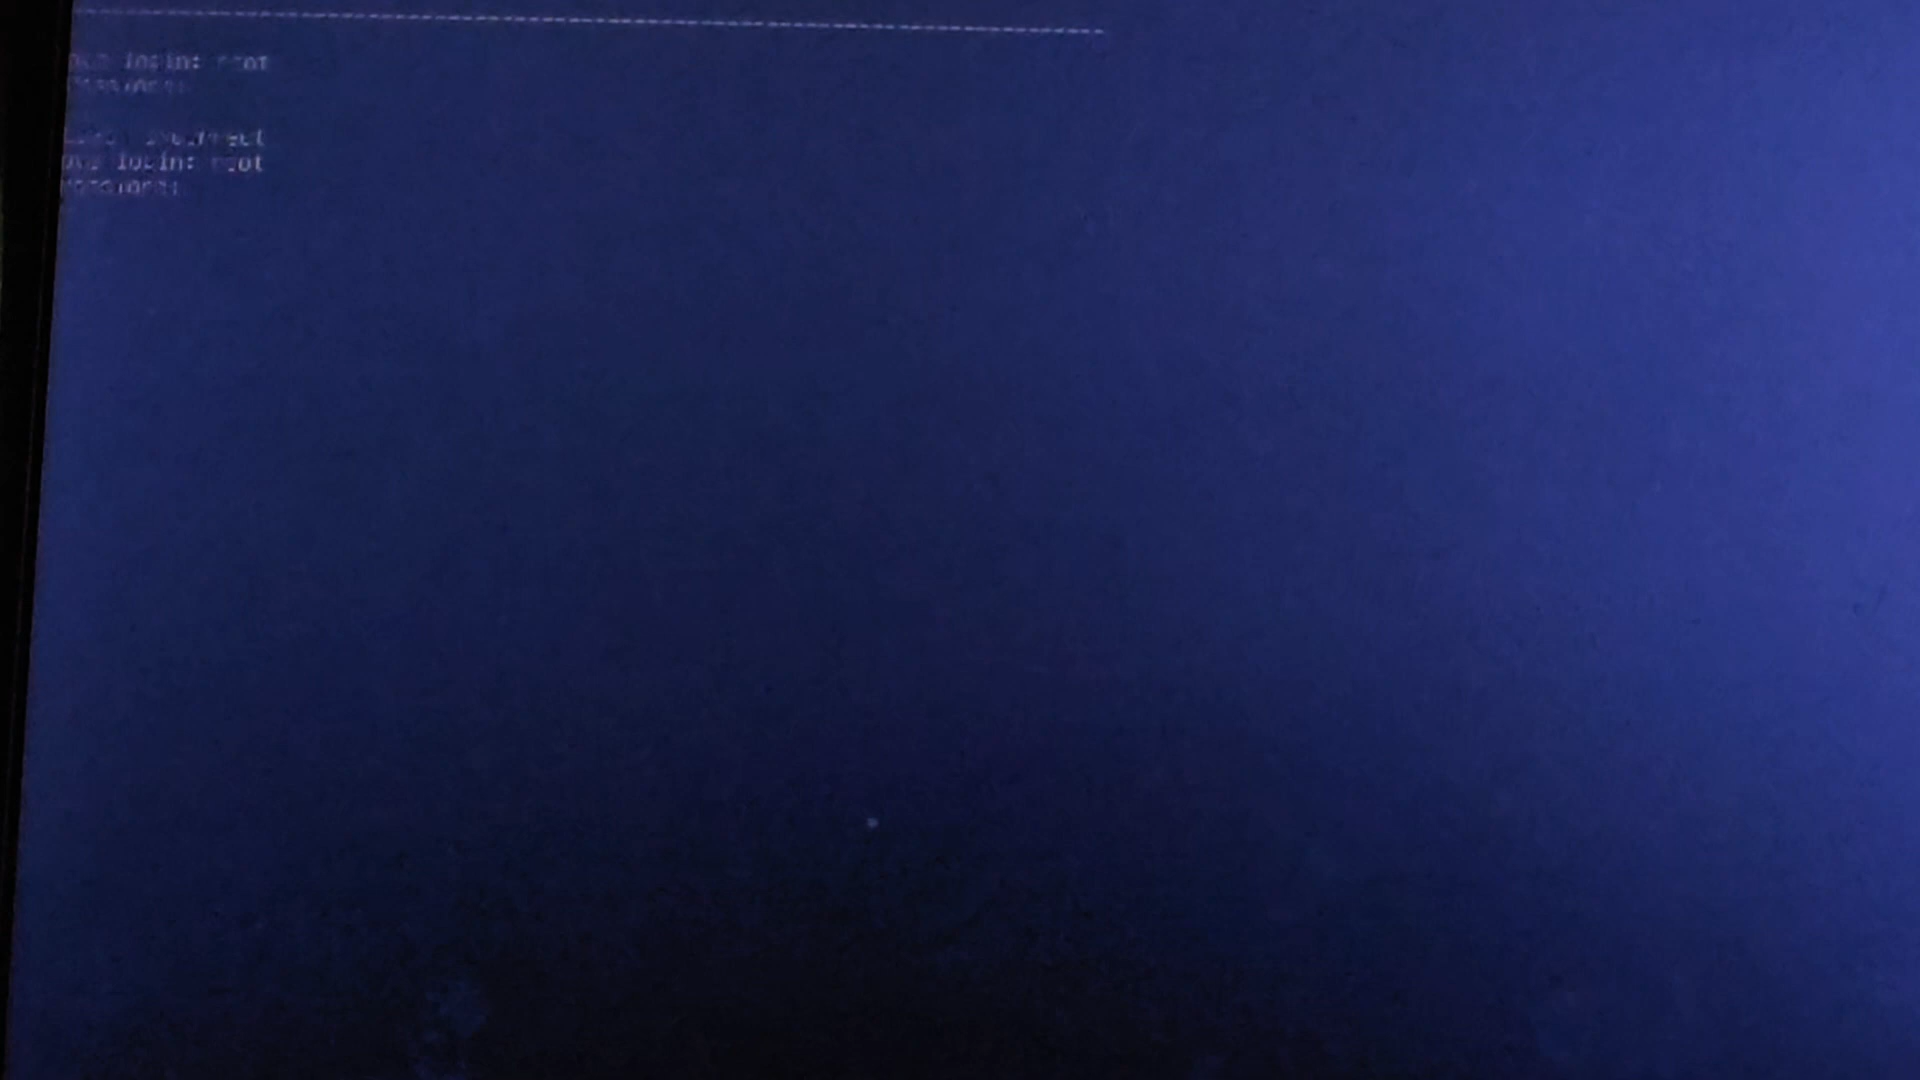 --------------------------------------------------------------------------------
login: root
Password:
Login incorrect
login: root
Password: